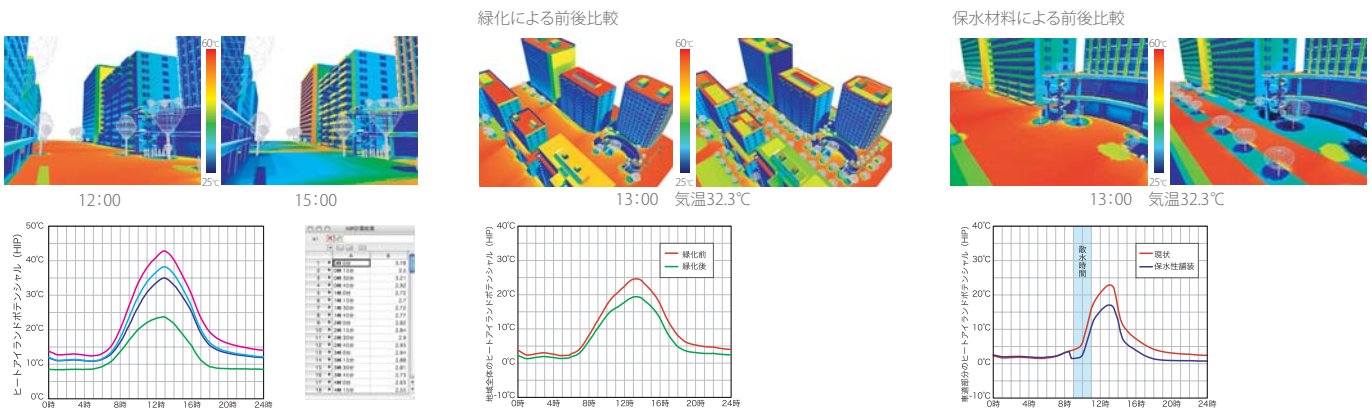 緑化による前後比較
保水材料による前後比較
60℃
25℃
12：00
15：00
60℃
25℃
13：00 気温32.3℃
60℃
25℃
13：00 気温32.3℃
ヒートアイランドポテンシャル（HIP）
50℃
40℃
30℃
20℃
10℃
0℃
0時 4時 8時 12時 16時 20時 24時
A B
地域全体のヒートアイランドポテンシャル（HIP）
40℃
30℃
20℃
10℃
0℃
-10℃
0時 4時 8時 12時 16時 20時 24時
緑化前
緑化後
車道部分のヒートアイランドポテンシャル（HIP）
40℃
30℃
20℃
10℃
0℃
-10℃
0時 4時 8時 12時 16時 20時 24時
散水時間
現状
保水性舗装